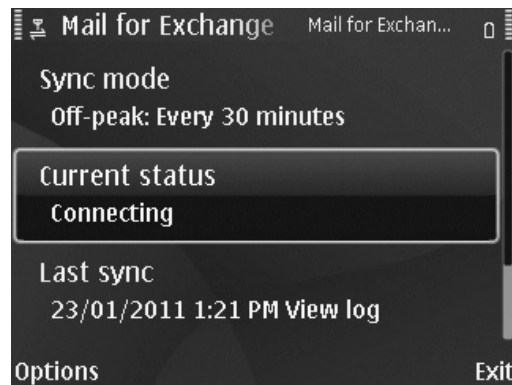 Mail for Exchange Mail for Exchan...
Sync mode
Off-peak: Every 30 minutes
Current status
Connecting
Last sync
23/01/2011 1:21 PM View log
Options Exit